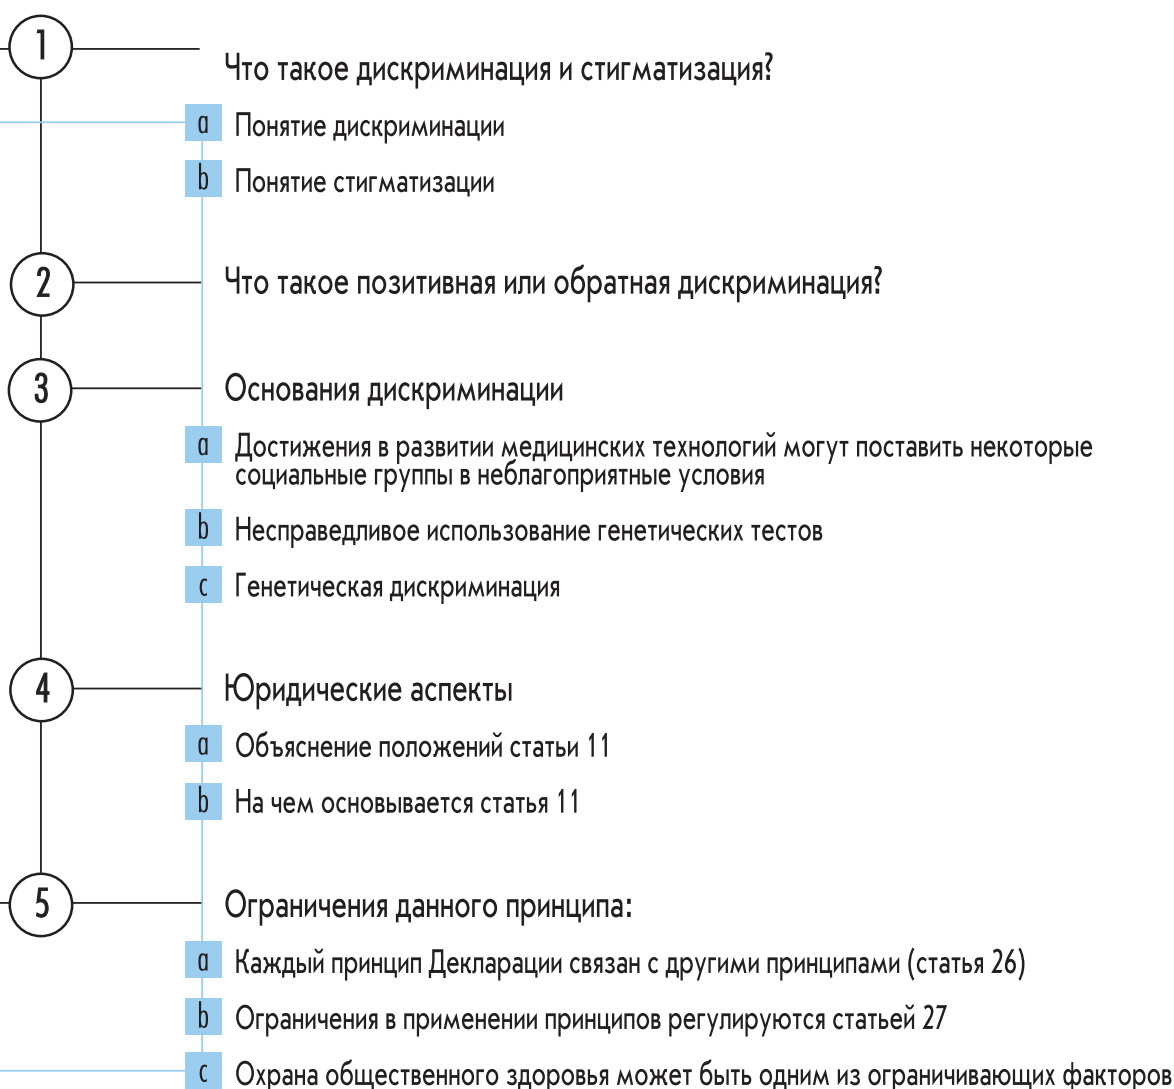 1
Что такое дискриминация и стигматизация?
a Понятие дискриминации
b Понятие стигматизации
2
Что такое позитивная или обратная дискриминация?
3
Основания дискриминации
a Достижения в развитии медицинских технологий могут поставить некоторые
социальные группы в неблагоприятные условия
b Несправедливое использование генетических тестов
c Генетическая дискриминация
4
Юридические аспекты
a Объяснение положений статьи 11
b На чем основывается статья 11
5
Ограничения данного принципа:
a Каждый принцип Декларации связан с другими принципами (статья 26)
b Ограничения в применении принципов регулируются статьей 27
c Охрана общественного здоровья может быть одним из ограничивающих факторов